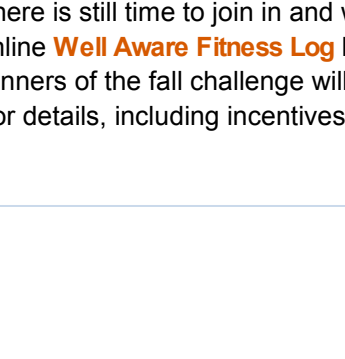 here is still time to join in and
nline Well Aware Fitness Log
nners of the fall challenge will
or details, including incentives